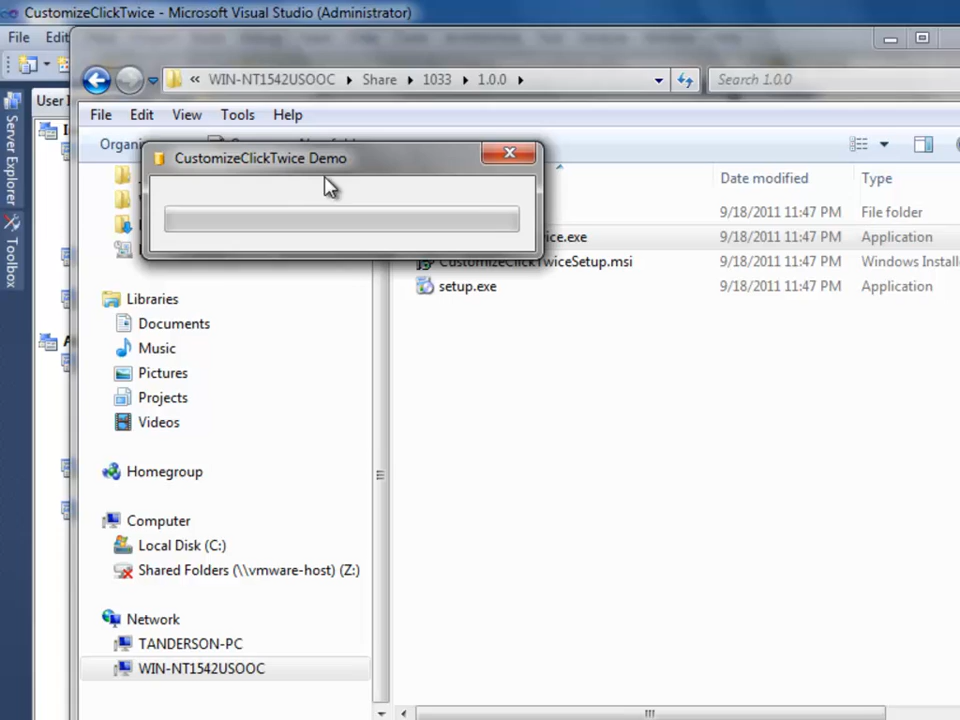 CustomizeClickTwice - Microsoft Visual Studio (Administrator)
File Edit
« WIN-NT1542USOOC Share 1033 1.0.0 Search 1.0.0
File Edit View Tools Help
User
CustomizeClickTwice Demo
Date modified Type
9/18/2011 11:47 PM File folder
ice.exe 9/18/2011 11:47 PM Application
CustomizeClickTwiceSetup.msi 9/18/2011 11:47 PM Windows Install
setup.exe 9/18/2011 11:47 PM Application
Server Explorer
Toolbox
Libraries
Documents
Music
Pictures
Projects
Videos
Homegroup
Computer
Local Disk (C:)
Shared Folders (\\vmware-host) (Z:)
Network
TANDERSON-PC
WIN-NT1542USOOC